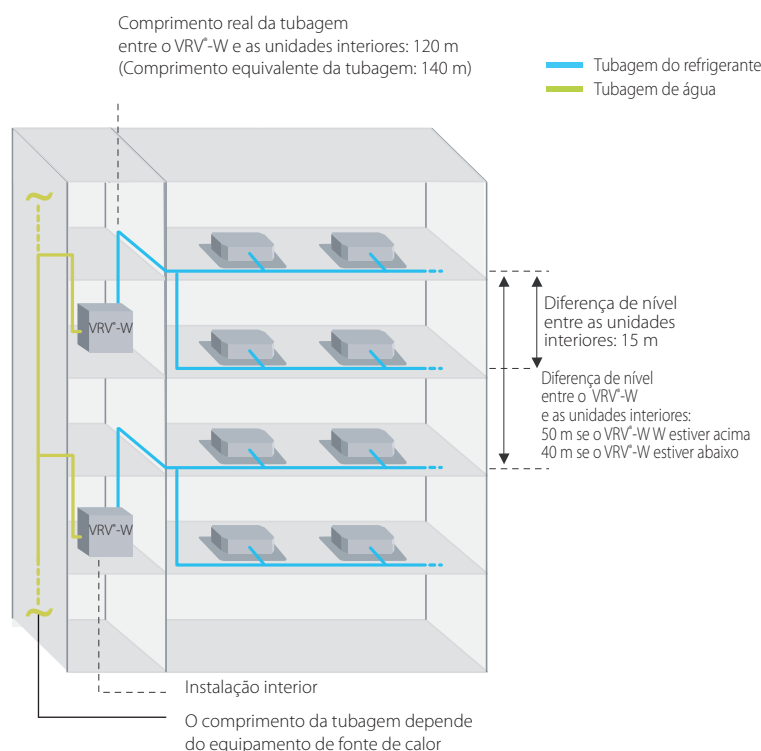 Comprimento real da tubagem
entre o VRV®-W e as unidades interiores: 120 m
(Comprimento equivalente da tubagem: 140 m)
Tubagem do refrigerante
Tubagem de água
VRV®-W
Diferença de nível
entre as unidades
interiores: 15 m
Diferença de nível
entre o VRV®-W
e as unidades interiores:
50 m se o VRV®-W W estiver acima
40 m se o VRV®-W estiver abaixo
VRV®-W
Instalação interior
O comprimento da tubagem depende
do equipamento de fonte de calor